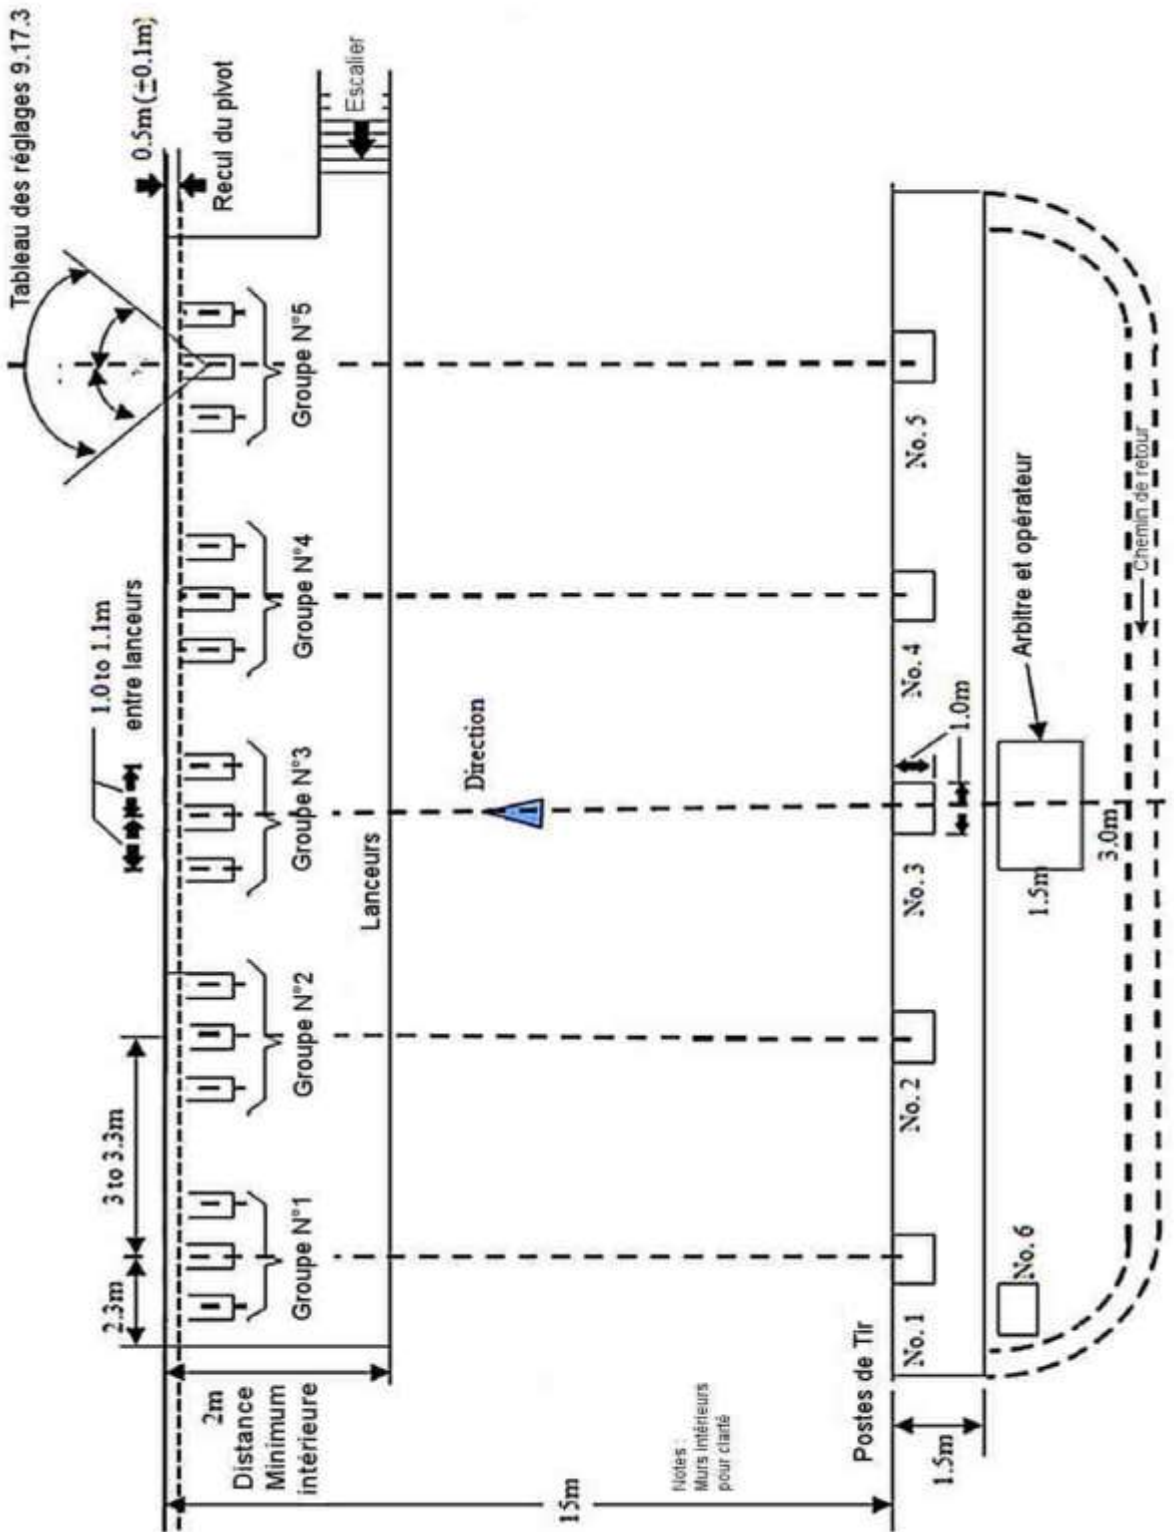 Tableau des réglages 9.17.3
0.5m (±0.1m)
Recul du pivot
Escalier
1.0 to 1.1m
entre lanceurs
3 to 3.3m
2.3m
Groupe N°1
Groupe N°2
Groupe N°3
Groupe N°4
Groupe N°5
2m
Distance
Minimum
intérieure
Lanceurs
Direction
15m
Notes :
Murs intérieurs
pour clarté
Postes de Tir
No. 1
No. 2
No. 3
No. 4
No. 5
1.0m
1.5m
No. 6
1.5m
3.0m
Arbitre et opérateur
Chemin de retour